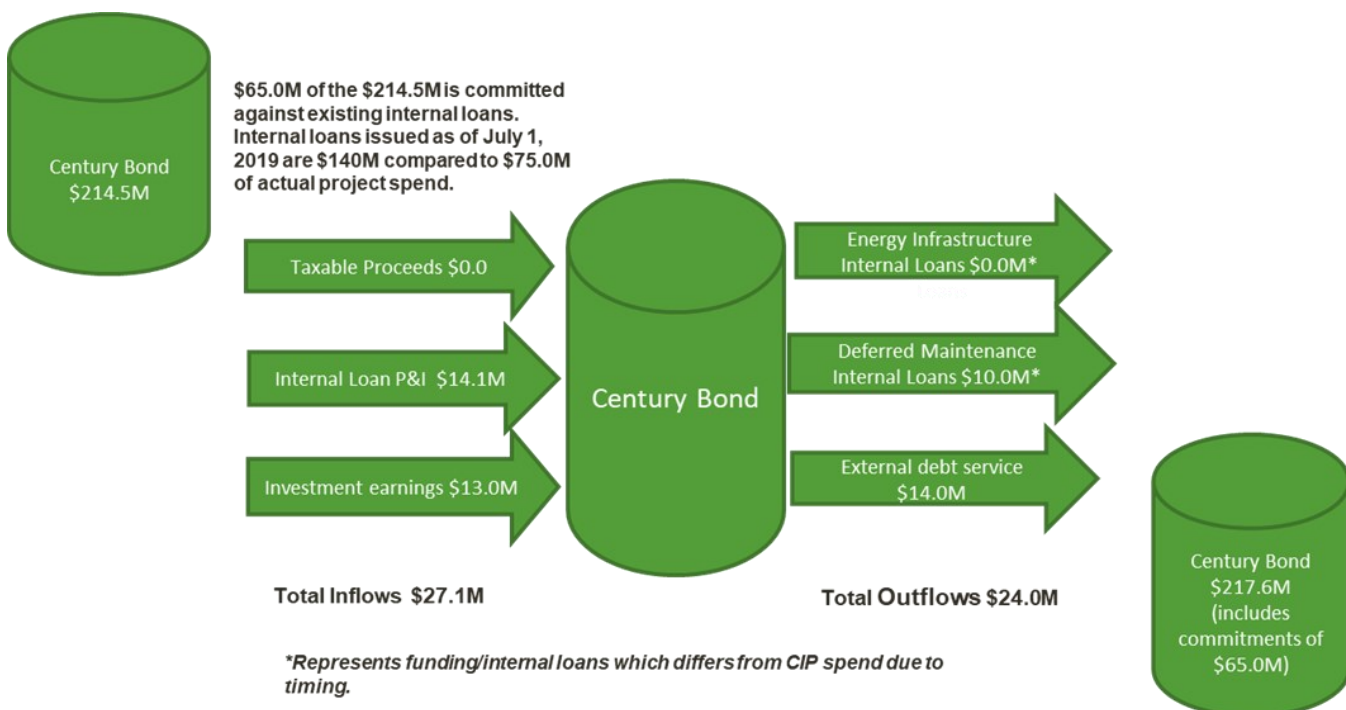 Century Bond
$214.5M
$65.0M of the $214.5M is committed
against existing internal loans.
Internal loans issued as of July 1,
2019 are $140M compared to $75.0M
of actual project spend.
Taxable Proceeds $0.0
Internal Loan P&I $14.1M
Investment earnings $13.0M
Century Bond
Energy Infrastructure
Internal Loans $0.0M*
Deferred Maintenance
Internal Loans $10.0M*
External debt service
$14.0M
Total Inflows $27.1M
Total Outflows $24.0M
Century Bond
$217.6M
(includes
commitments of
$65.0M)
*Represents funding/internal loans which differs from CIP spend due to
timing.